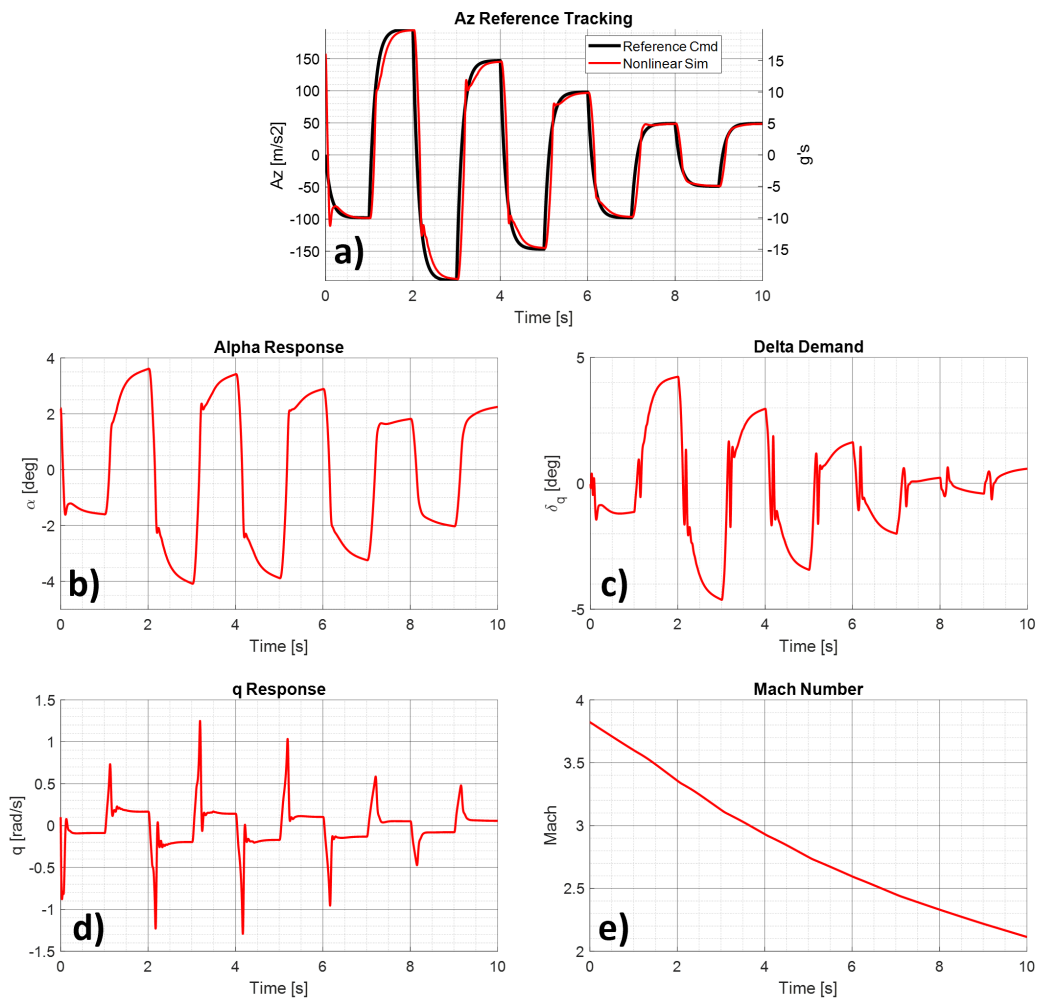 Az Reference Tracking
Reference Cmd
Nonlinear Sim
150
100
50
0
-50
-100
-150
Az [m/s2]
15
10
5
0
-5
-10
-15
g's
a)
0 2 4 6 8 10
Time [s]
Alpha Response
4
2
0
-2
-4
α [deg]
b)
0 2 4 6 8 10
Time [s]
Delta Demand
5
0
-5
δq [deg]
c)
0 2 4 6 8 10
Time [s]
q Response
1.5
1
0.5
0
-0.5
-1
-1.5
q [rad/s]
d)
0 2 4 6 8 10
Time [s]
Mach Number
4
3.5
3
2.5
2
Mach
e)
0 2 4 6 8 10
Time [s]